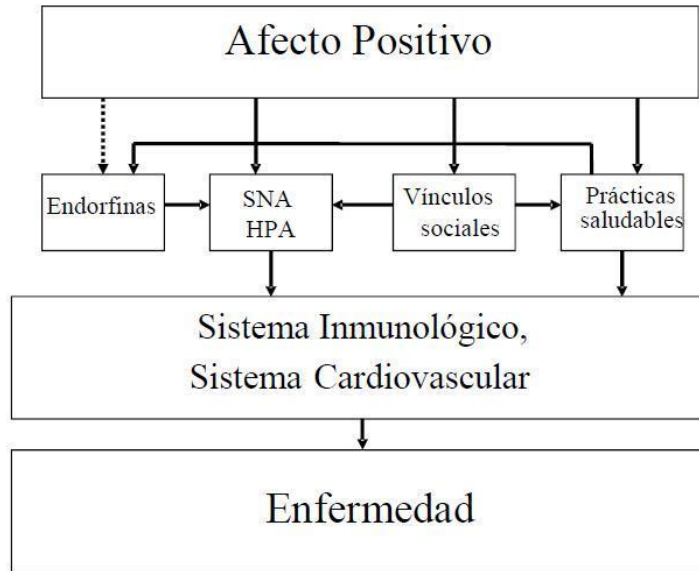 Afecto Positivo
Endorfinas
SNA
HPA
Vínculos
sociales
Prácticas
saludables
Sistema Inmunológico,
Sistema Cardiovascular
Enfermedad